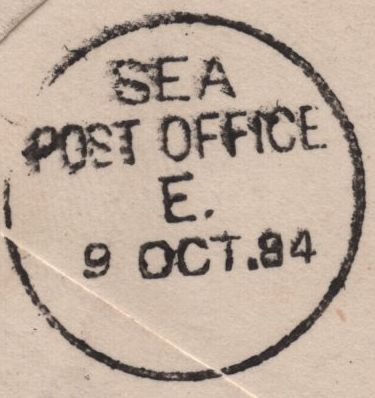 SEA
POST OFFICE
E.
9 OCT.84